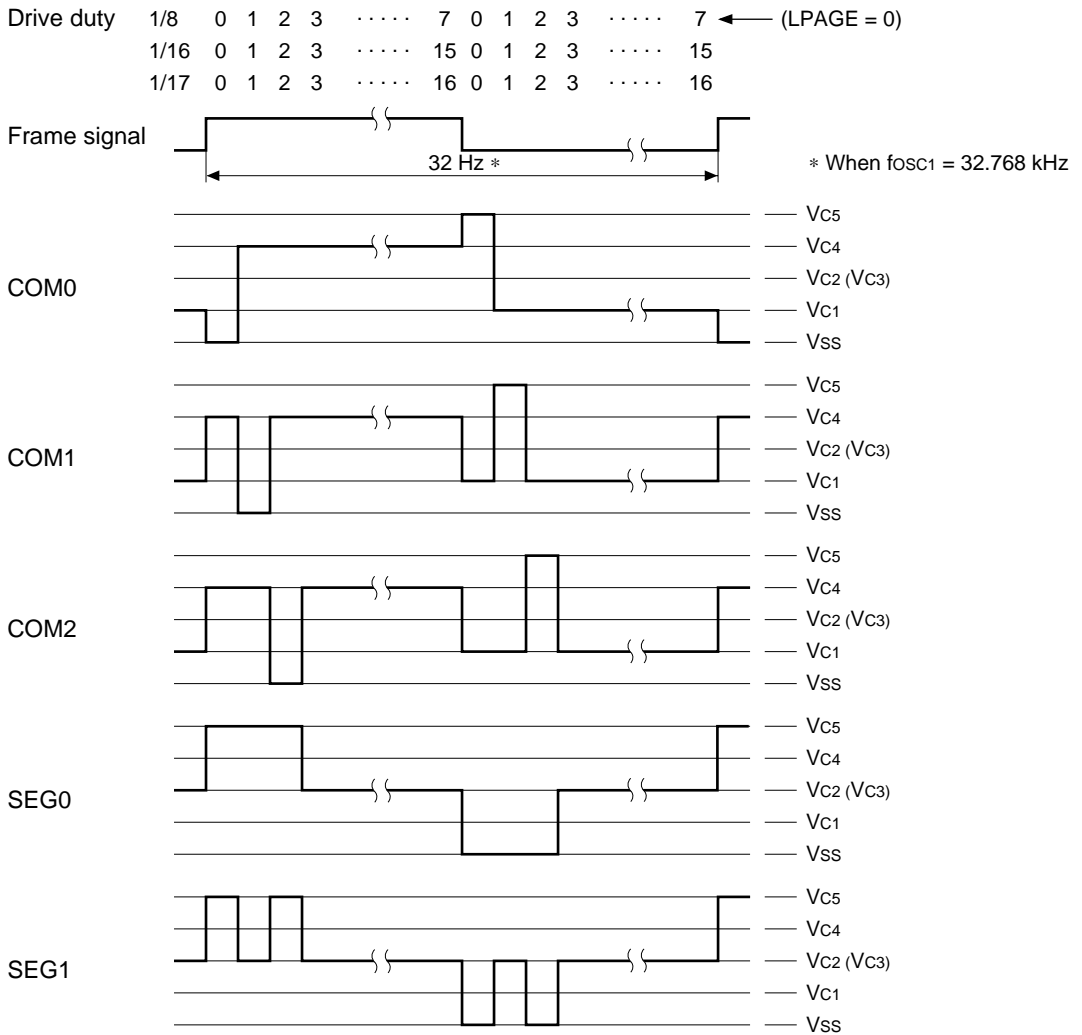 Drive duty 1/8 0 1 2 3 ····· 7 0 1 2 3 ····· 7 (LPAGE = 0)
1/16 0 1 2 3 ····· 15 0 1 2 3 ····· 15
1/17 0 1 2 3 ····· 16 0 1 2 3 ····· 16
Frame signal
32 Hz *
* When fOSC1 = 32.768 kHz
COM0
VC5
VC4
VC2 (VC3)
VC1
VSS
COM1
VC5
VC4
VC2 (VC3)
VC1
VSS
COM2
VC5
VC4
VC2 (VC3)
VC1
VSS
SEG0
VC5
VC4
VC2 (VC3)
VC1
VSS
SEG1
VC5
VC4
VC2 (VC3)
VC1
VSS